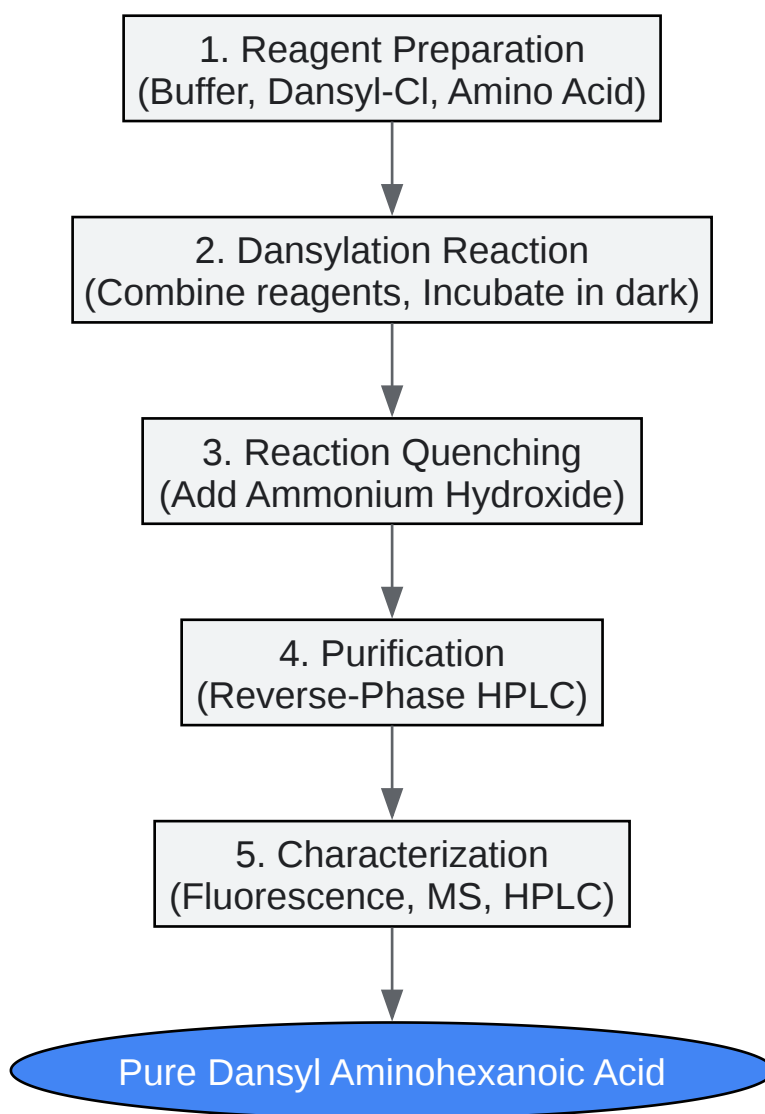 1. Reagent Preparation
(Buffer, Dansyl-Cl, Amino Acid)
2. Dansylation Reaction
(Combine reagents, Incubate in dark)
3. Reaction Quenching
(Add Ammonium Hydroxide)
4. Purification
(Reverse-Phase HPLC)
5. Characterization
(Fluorescence, MS, HPLC)
Pure Dansyl Aminohexanoic Acid